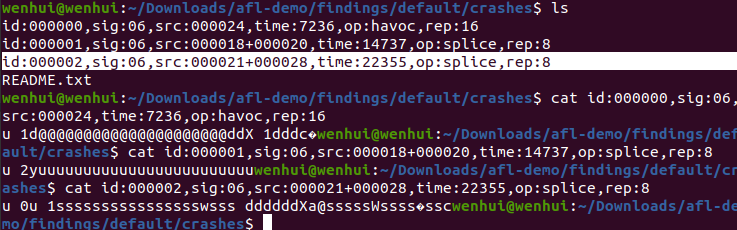 wenhui@wenhui:~/Downloads/afl-demo/findings/default/crashes$ ls
id:000000,sig:06,src:000024,time:7236,op:havoc,rep:16
id:000001,sig:06,src:000018+000020,time:14737,op:splice,rep:8
id:000002,sig:06,src:000021+000028,time:22355,op:splice,rep:8
README.txt
wenhui@wenhui:~/Downloads/afl-demo/findings/default/crashes$ cat id:000000,sig:06,
src:000024,time:7236,op:havoc,rep:16
u 1d@@@@@@@@@@@@@@@@@@@@@ddX 1dddc�wenhui@wenhui:~/Downloads/afl-demo/findings/def
ault/crashes$ cat id:000001,sig:06,src:000018+000020,time:14737,op:splice,rep:8
u 2yuuuuuuuuuuuuuuuuuuuuuuuuwenhui@wenhui:~/Downloads/afl-demo/findings/default/cr
ashes$ cat id:000002,sig:06,src:000021+000028,time:22355,op:splice,rep:8
u 0u 1ssssssssssssssssswsss ddddddXa@sssssWssss�sscwenhui@wenhui:~/Downloads/afl-de
mo/findings/default/crashes$